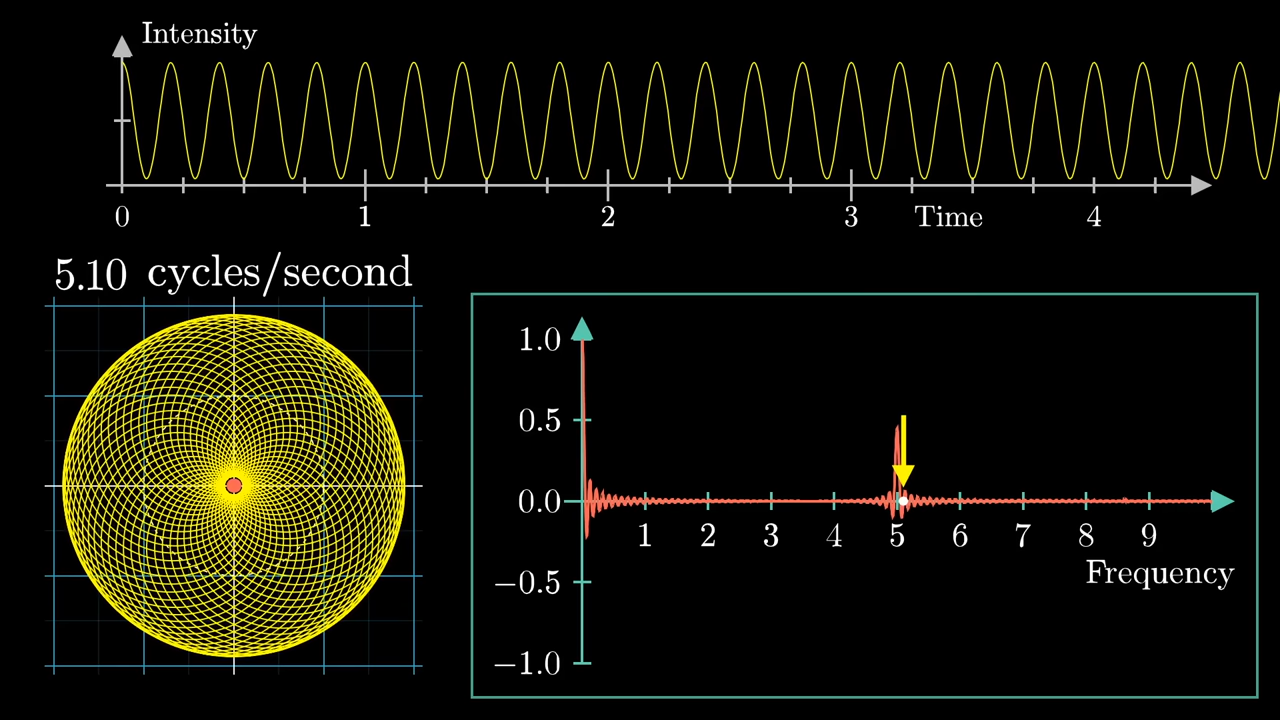 Intensity
0 1 2 3 Time 4
5.10 cycles/second
1.0
0.5
0.0
1 2 3 4 5 6 7 8 9
Frequency
−0.5
−1.0